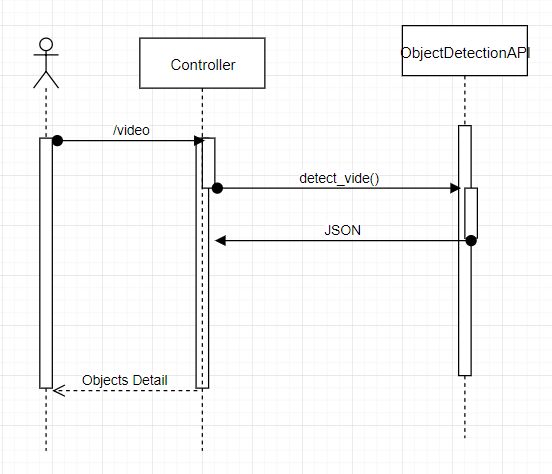 Controller
ObjectDetectionAPI
/video
detect_vide()
JSON
Objects Detail